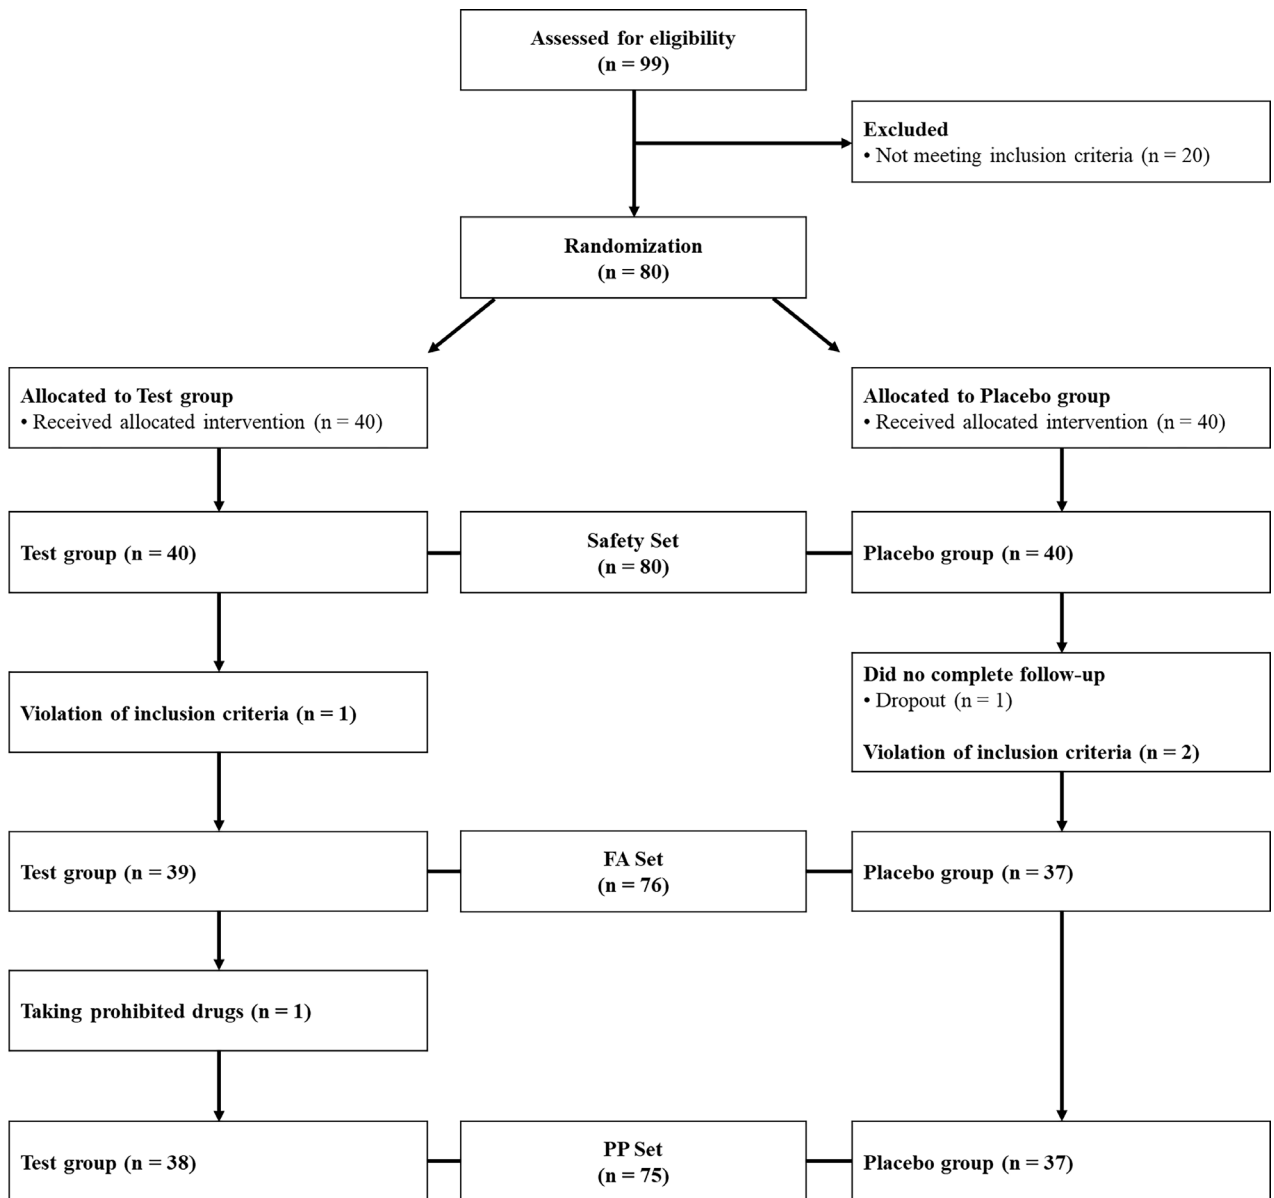 Assessed for eligibility
(n = 99)
Excluded
• Not meeting inclusion criteria (n = 20)
Randomization
(n = 80)
Allocated to Test group
• Received allocated intervention (n = 40)
Allocated to Placebo group
• Received allocated intervention (n = 40)
Test group (n = 40)
Safety Set
(n = 80)
Placebo group (n = 40)
Violation of inclusion criteria (n = 1)
Did no complete follow-up
• Dropout (n = 1)
Violation of inclusion criteria (n = 2)
Test group (n = 39)
FA Set
(n = 76)
Placebo group (n = 37)
Taking prohibited drugs (n = 1)
Test group (n = 38)
PP Set
(n = 75)
Placebo group (n = 37)